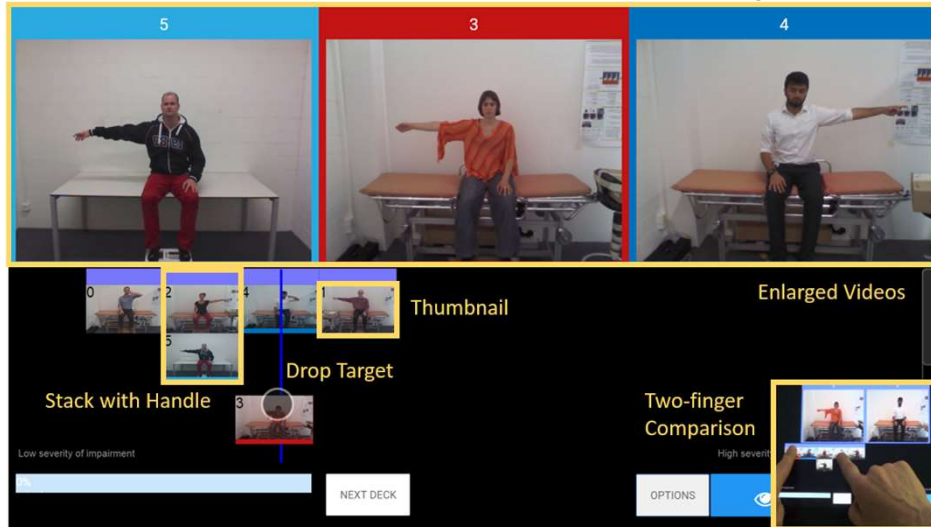 5 3 4
0 2 4 1
Thumbnail
Enlarged Videos
5
Drop Target
Stack with Handle
3
Two-finger
Comparison
Low severity of impairment
High severit
0%
NEXT DECK
OPTIONS